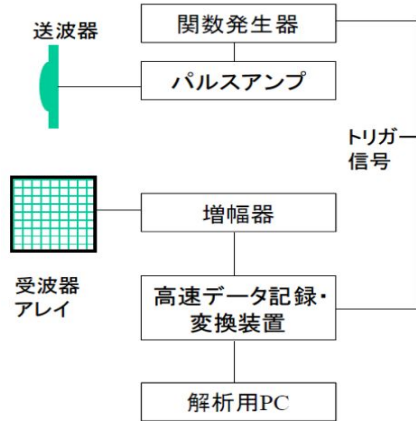 送波器
関数発生器
パルスアンプ
トリガー
信号
増幅器
受波器
アレイ
高速データ記録・
変換装置
解析用PC